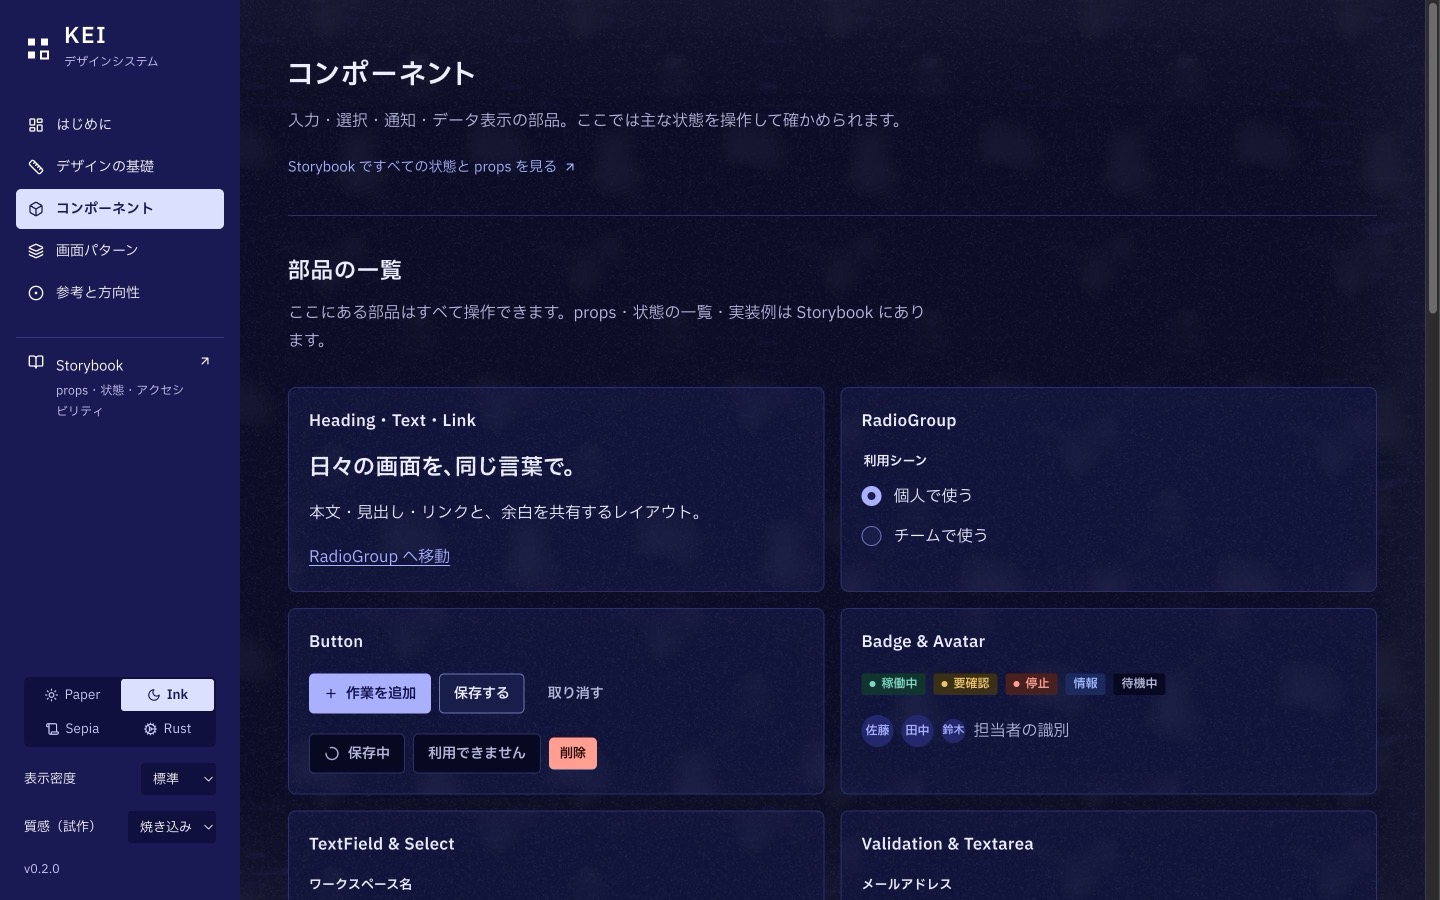 KEI
デザインシステム
はじめに
デザインの基礎
コンポーネント
画面パターン
参考と方向性
Storybook
props・状態・アクセシ
ビリティ
Paper
Ink
Sepia
Rust
表示密度
標準
質感（試作）
焼き込み
v0.2.0
コンポーネント
入力・選択・通知・データ表示の部品。ここでは主な状態を操作して確かめられます。
Storybook ですべての状態と props を見る
部品の一覧
ここにある部品はすべて操作できます。props・状態の一覧・実装例は Storybook にあり
ます。
Heading・Text・Link
日々の画面を、同じ言葉で。
本文・見出し・リンクと、余白を共有するレイアウト。
RadioGroup へ移動
RadioGroup
利用シーン
個人で使う
チームで使う
Button
作業を追加
保存する
取り消す
保存中
利用できません
削除
Badge & Avatar
稼働中
要確認
停止
情報
待機中
佐藤
田中
鈴木
担当者の識別
TextField & Select
ワークスペース名
Validation & Textarea
メールアドレス